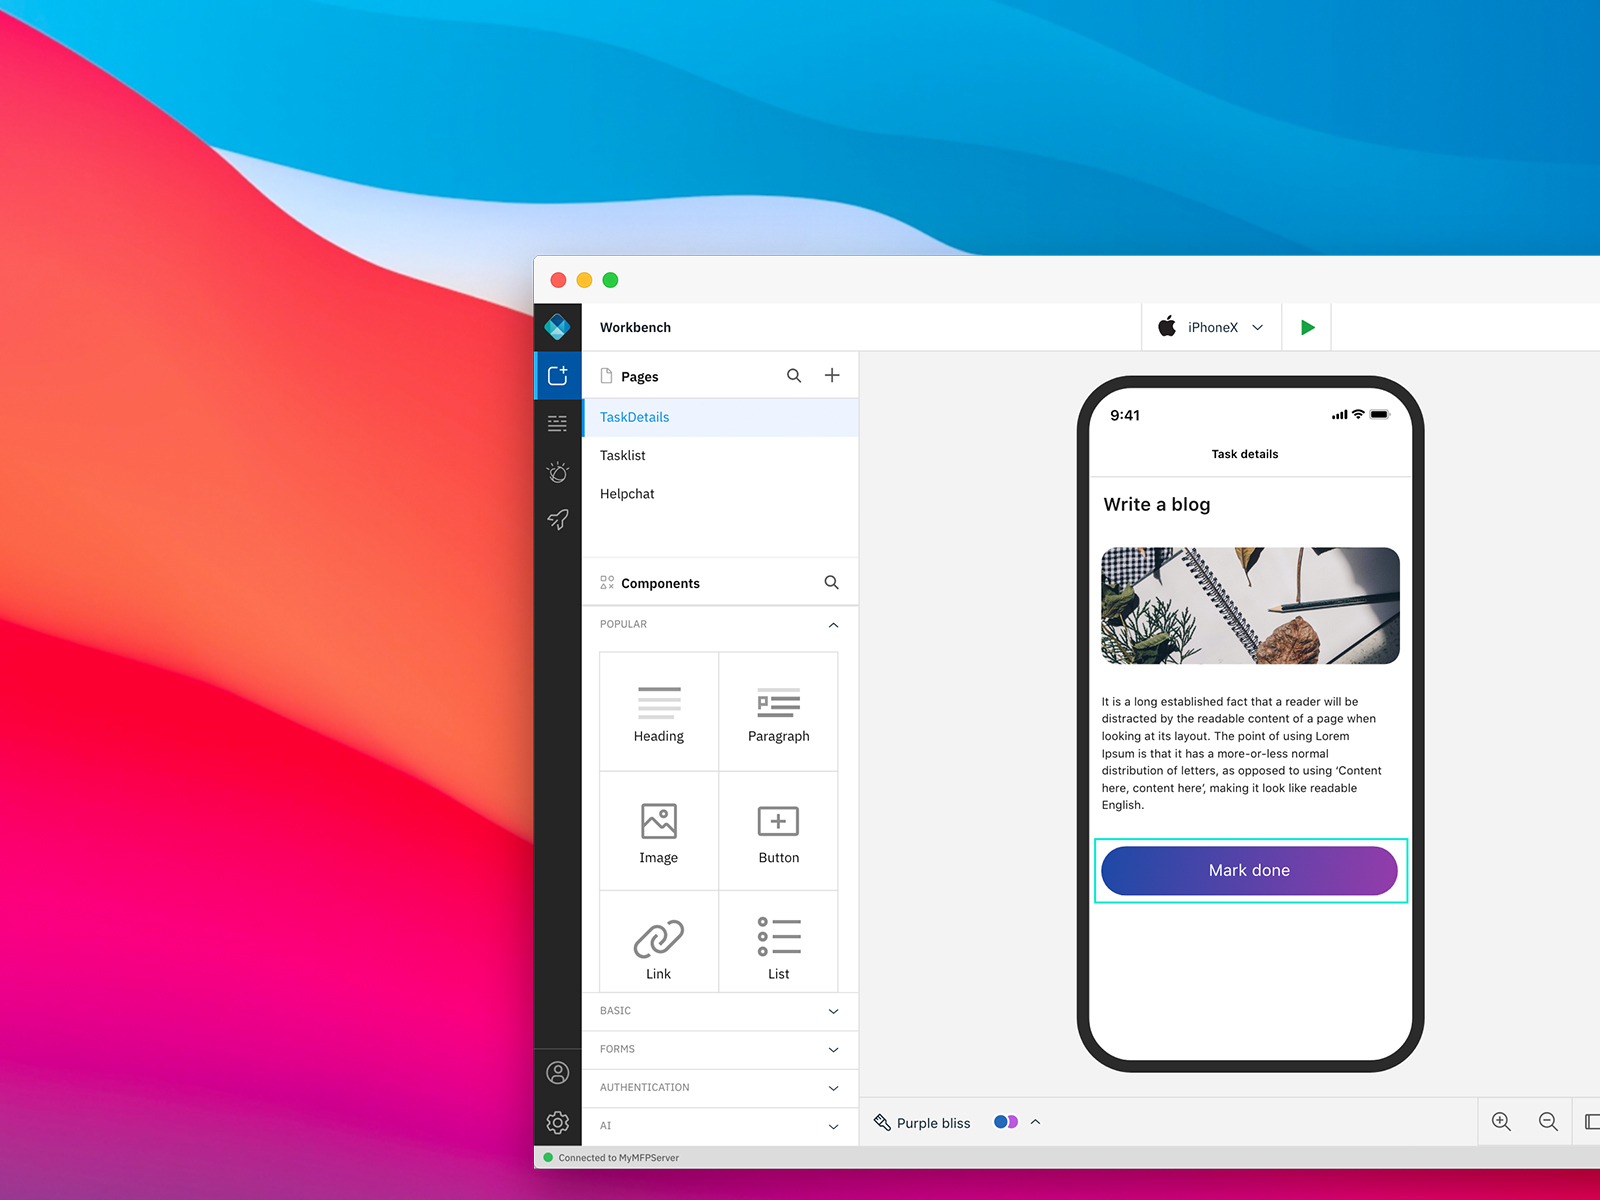 Workbench
iPhoneX
Pages
TaskDetails
Tasklist
Helpchat
Components
POPULAR
Heading
Paragraph
Image
Button
Link
List
BASIC
FORMS
AUTHENTICATION
AI
9:41
Task details
Write a blog
It is a long established fact that a reader will be
distracted by the readable content of a page when
looking at its layout. The point of using Lorem
Ipsum is that it has a more-or-less normal
distribution of letters, as opposed to using ‘Content
here, content here’, making it look like readable
English.
Mark done
Purple bliss
Connected to MyMFPServer